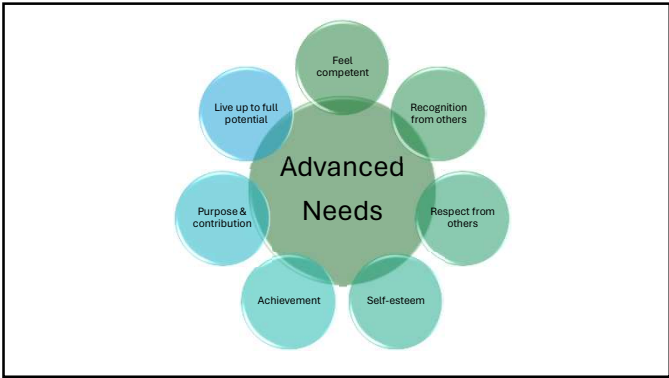 Advanced
Needs
Feel
competent
Recognition
from others
Respect from
others
Self-esteem
Achievement
Purpose &
contribution
Live up to full
potential